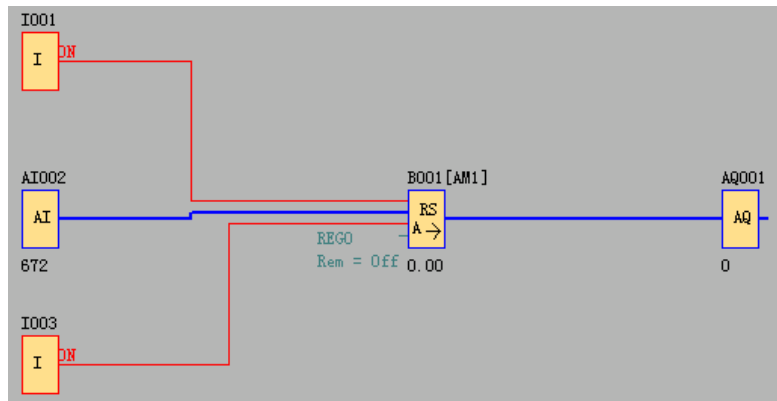 I001
I ON
AI002
AI
672
B001[AM1]
RS
A→
REGO
Rem = Off
0.00
AQ001
AQ
0
I003
I ON